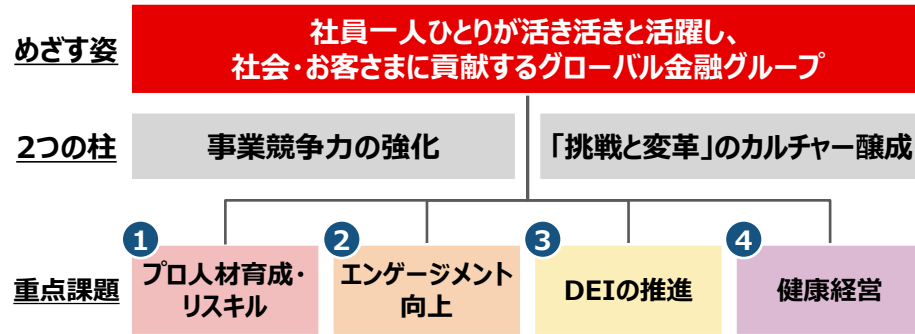 めざす姿
社員一人ひとりが活き活きと活躍し、
社会・お客さまに貢献するグローバル金融グループ
2つの柱
事業競争力の強化
「挑戦と変革」のカルチャー醸成
重点課題
1
プロ人材育成・
リスキル
2
エンゲージメント
向上
3
DEIの推進
4
健康経営